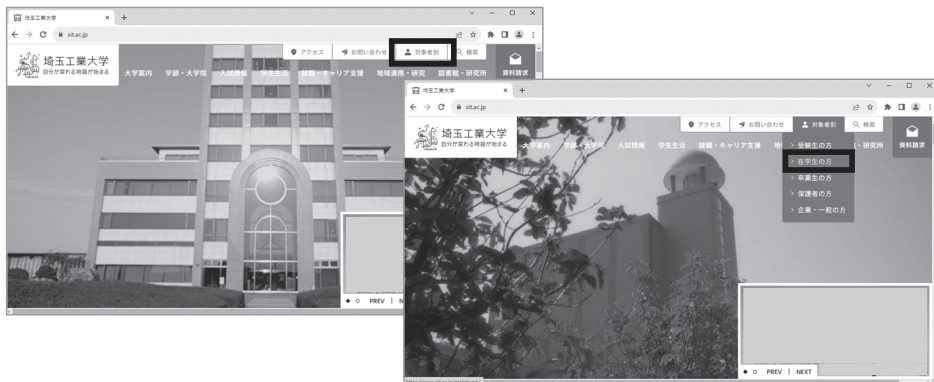 埼玉工業大学
sit.ac.jp
アクセス
お問い合わせ
対象者別
検索
埼玉工業大学
自分が変わる物語が始まる
大学案内 学部・大学院 入試情報 学生生活 就職・キャリア支援 地域連携・研究 図書館・研究所
資料請求
PREV | N
埼玉工業大学
sit.ac.jp
アクセス
お問い合わせ
対象者別
検索
埼玉工業大学
自分が変わる物語が始まる
大学案内 学部・大学院 入試情報 学生生活 就職・キャリア支援 地 ・研究所
資料請求
> 受験生の方
> 在学生の方
> 卒業生の方
> 保護者の方
> 企業・一般の方
PREV | NEXT